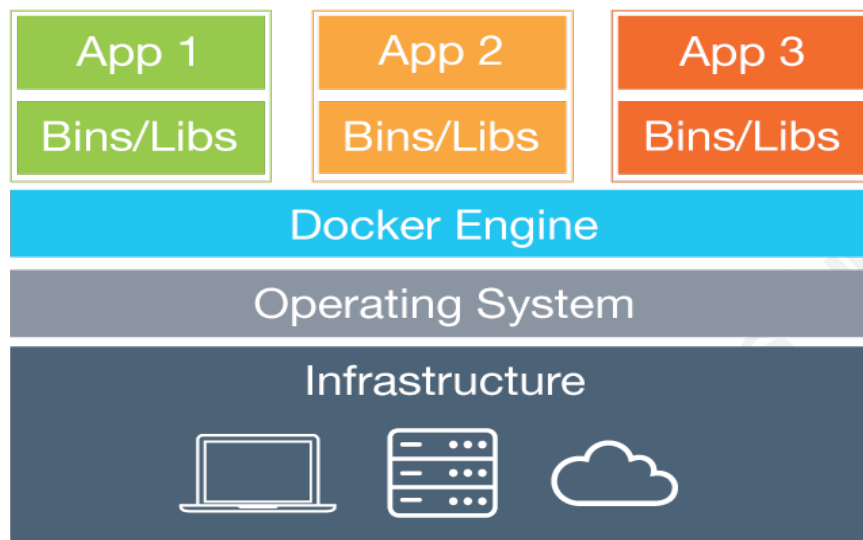 App 1
App 2
App 3
Bins/Libs
Bins/Libs
Bins/Libs
Docker Engine
Operating System
Infrastructure